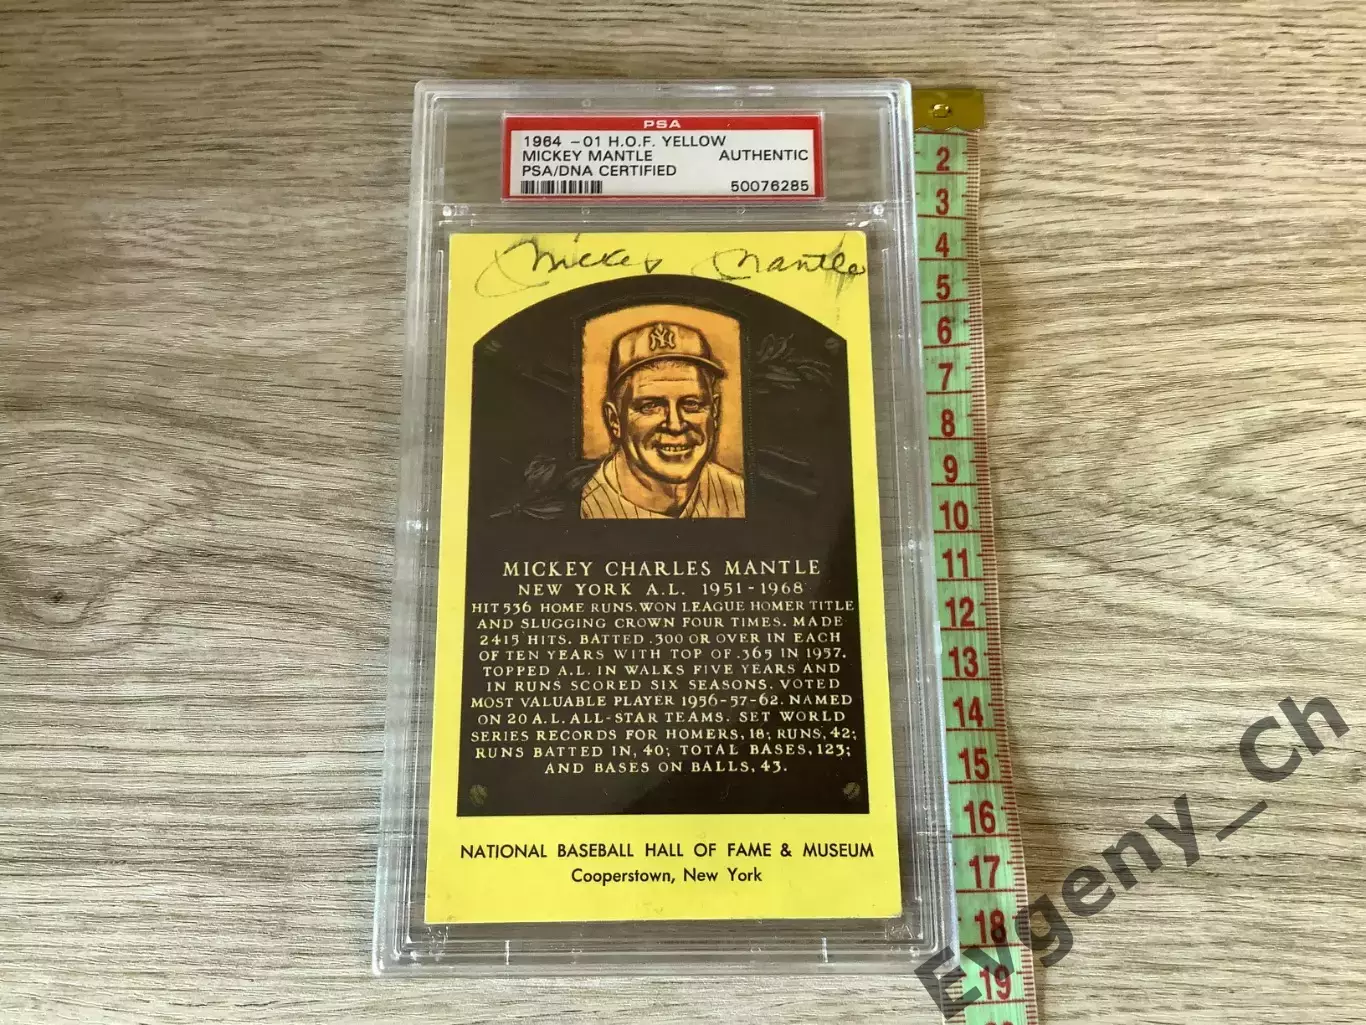 PSA
1964 - 01 H.O.F. YELLOW
MICKEY MANTLE AUTHENTIC
PSA/DNA CERTIFIED
50076285
Mickey Mantle
NY
MICKEY CHARLES MANTLE
NEW YORK A.L. 1951-1968
HIT 536 HOME RUNS. WON LEAGUE HOMER TITLE
AND SLUGGING CROWN FOUR TIMES. MADE
2415 HITS. BATTED .300 OR OVER IN EACH
OF TEN YEARS WITH TOP OF .365 IN 1957.
TOPPED A.L. IN WALKS FIVE YEARS AND
IN RUNS SCORED SIX SEASONS. VOTED
MOST VALUABLE PLAYER 1956-57-62. NAMED
ON 20 A.L. ALL-STAR TEAMS. SET WORLD
SERIES RECORDS FOR HOMERS, 18; RUNS, 42;
RUNS BATTED IN, 40; TOTAL BASES, 123;
AND BASES ON BALLS, 43.
NATIONAL BASEBALL HALL OF FAME & MUSEUM
Cooperstown, New York
2
3
4
5
6
7
8
9
10
11
12
13
14
15
16
17
18
19
Evgeny_Ch